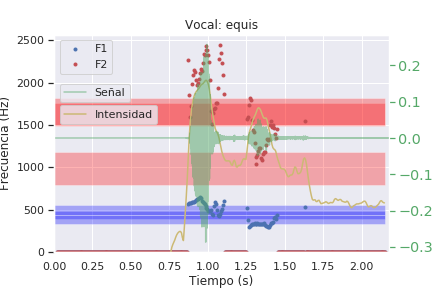 Vocal: equis
F1
F2
Señal
Intensidad
Frecuencia (Hz)
2500
2000
1500
1000
500
0
0.2
0.1
0.0
−0.1
−0.2
−0.3
0.00 0.25 0.50 0.75 1.00 1.25 1.50 1.75 2.00
Tiempo (s)